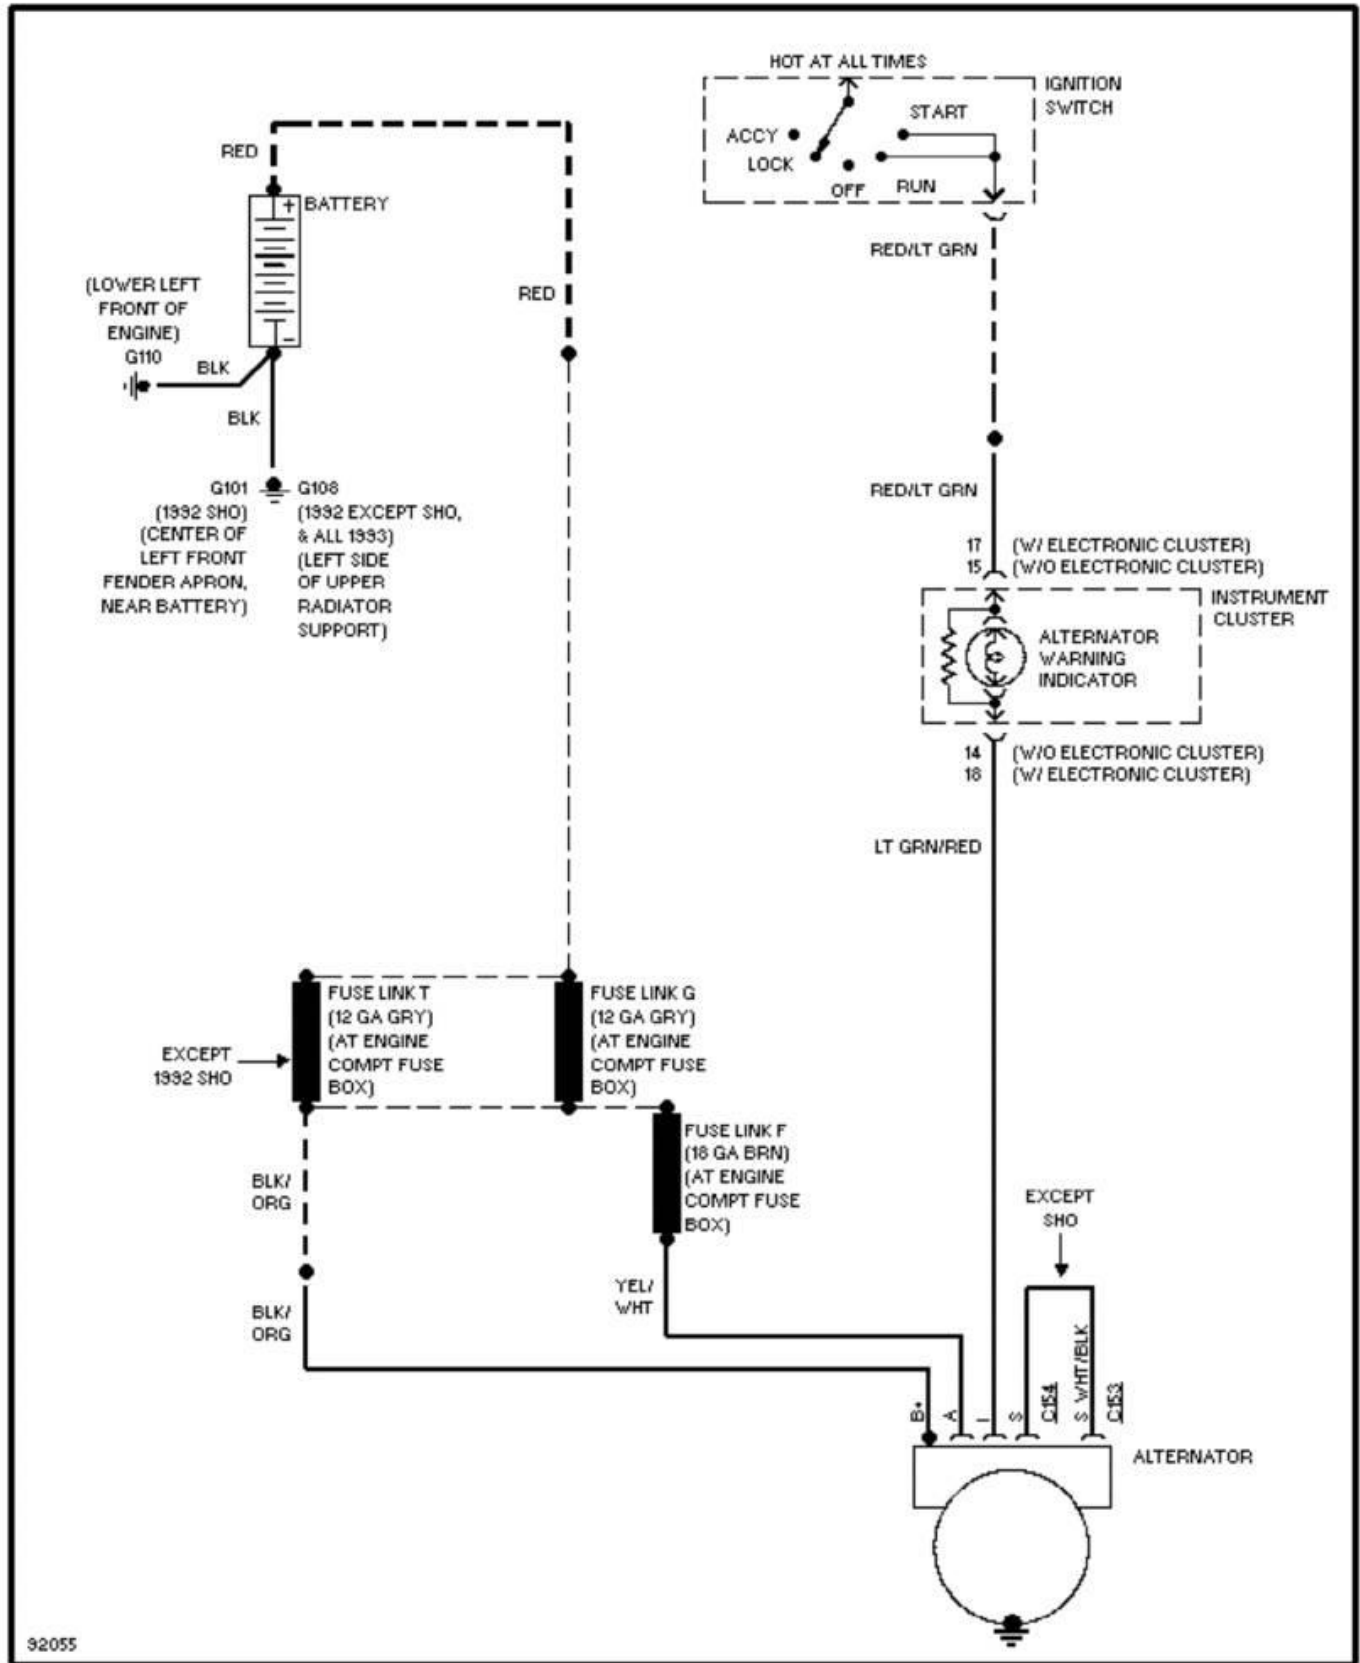 HOT AT ALL TIMES
IGNITION
SWITCH
START
ACCY
LOCK
OFF
RUN
RED
BATTERY
+
-
RED
RED/LT GRN
(LOWER LEFT
FRONT OF
ENGINE)
G110
BLK
BLK
G101
(1992 SHO)
(CENTER OF
LEFT FRONT
FENDER APRON,
NEAR BATTERY)
G108
(1992 EXCEPT SHO,
& ALL 1993)
(LEFT SIDE
OF UPPER
RADIATOR
SUPPORT)
RED/LT GRN
17 (W/ ELECTRONIC CLUSTER)
15 (W/O ELECTRONIC CLUSTER)
INSTRUMENT
CLUSTER
ALTERNATOR
WARNING
INDICATOR
14 (W/O ELECTRONIC CLUSTER)
18 (W/ ELECTRONIC CLUSTER)
LT GRN/RED
FUSE LINK T
(12 GA GRY)
(AT ENGINE
COMPT FUSE
BOX)
FUSE LINK G
(12 GA GRY)
(AT ENGINE
COMPT FUSE
BOX)
EXCEPT
1992 SHO
FUSE LINK F
(18 GA BRN)
(AT ENGINE
COMPT FUSE
BOX)
BLK/
ORG
EXCEPT
SHO
YEL/
WHT
BLK/
ORG
B+
A
I
S
C154
S WHT/BLK
C153
ALTERNATOR
92055